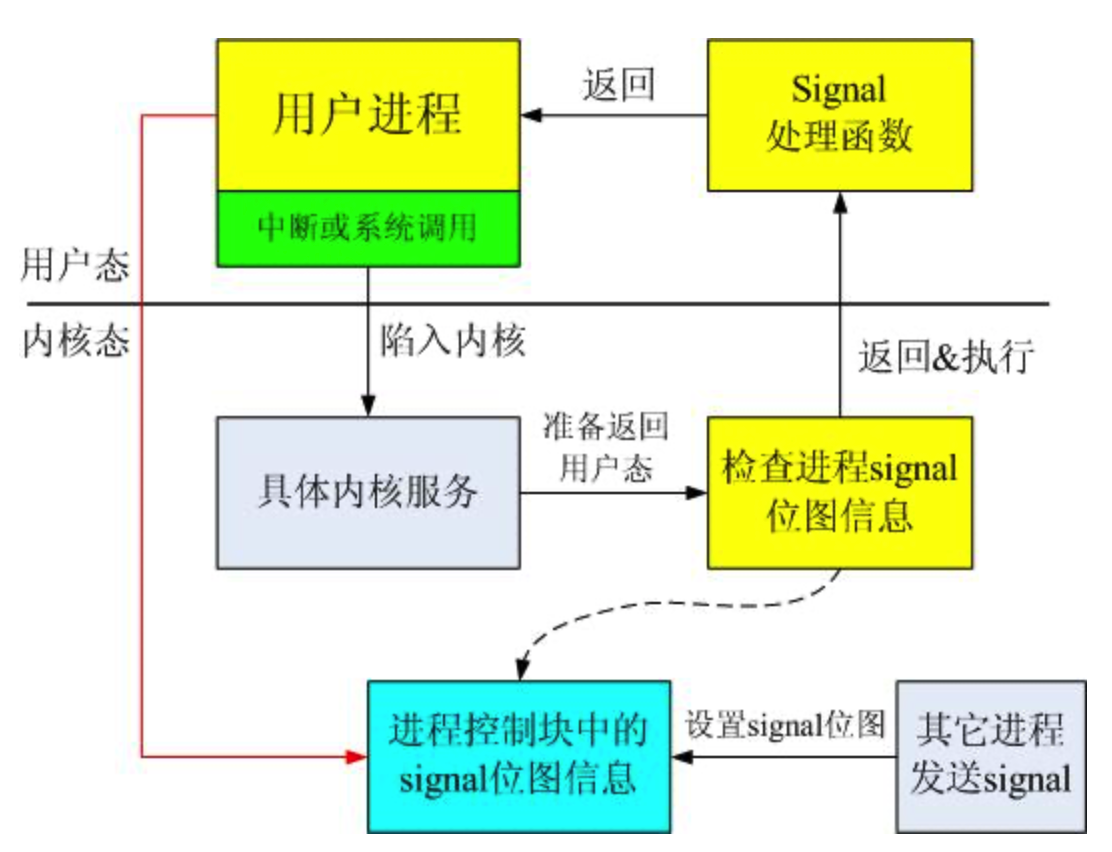 用户进程
返回
Signal
处理函数
中断或系统调用
用户态
内核态
陷入内核
返回&执行
具体内核服务
准备返回
用户态
检查进程signal
位图信息
进程控制块中的
signal位图信息
设置signal位图
其它进程
发送signal